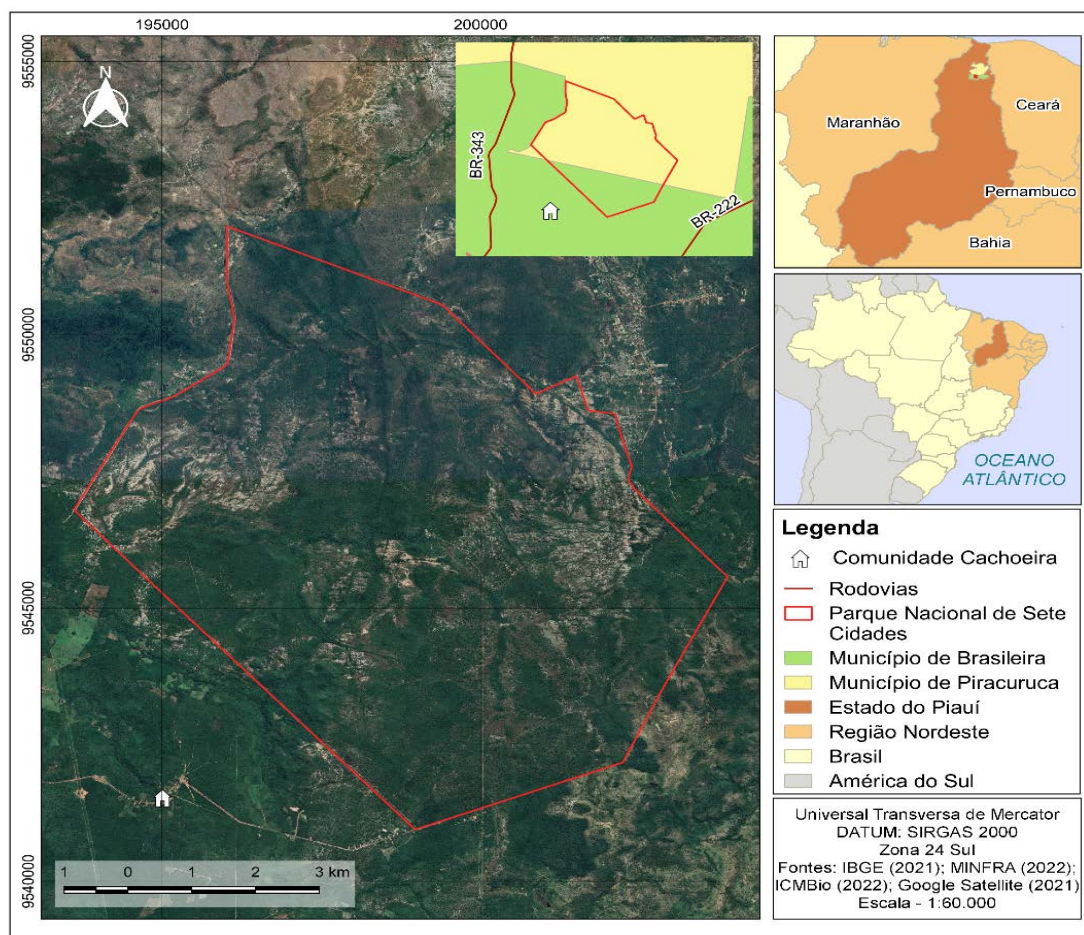 195000
200000
9555000
9550000
9545000
9540000
N
BR-343
BR-222
1 0 1 2 3 km
Maranhão
Ceará
Pernambuco
Bahia
OCEANO
ATLÂNTICO
Legenda
Comunidade Cachoeira
Rodovias
Parque Nacional de Sete
Cidades
Município de Brasileira
Município de Piracuruca
Estado do Piauí
Região Nordeste
Brasil
América do Sul
Universal Transversa de Mercator
DATUM: SIRGAS 2000
Zona 24 Sul
Fontes: IBGE (2021); MINFRA (2022);
ICMBio (2022); Google Satellite (2021)
Escala - 1:60.000